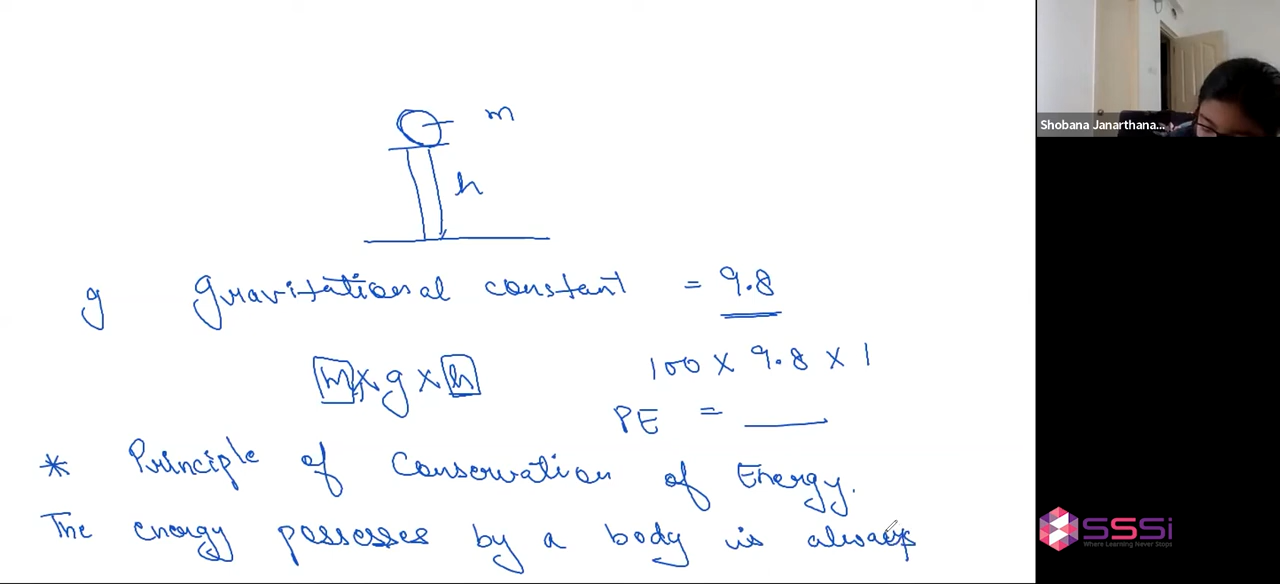 m
h
g gravitational constant = 9.8
m x g x h
100 x 9.8 x 1
PE = ____
* Principle of Conservation of Energy.
The energy possesses by a body is always
Shobana Janarthana...
SSSi
Where Learning Never Stops